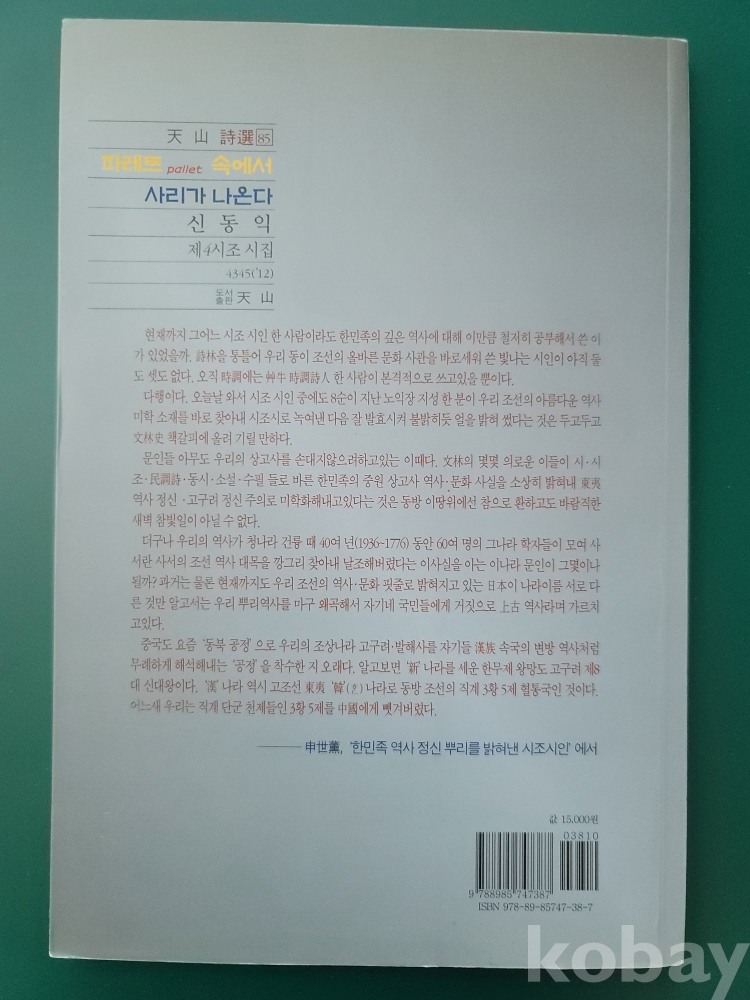 天 山 詩選 85
파레트 pallet 속에서
사리가 나온다
신 동 익
제4시조 시집
4345('12)
도서출판 天 山
현재까지 그어느 시조 시인 한 사람이라도 한민족의 깊은 역사에 대해 이만큼 철저히 공부해서 쓴 이
가 있었을까. 詩林을 통틀어 우리 동이 조선의 올바른 문화 사관을 바로세워 쓴 빛나는 시인이 아직 둘
도 셋도 없다. 오직 時調에는 艸牛 時調詩人 한 사람이 본격적으로 쓰고있을 뿐이다.
다행이다. 오늘날 와서 시조 시인 중에도 8순이 지난 노익장 지성 한 분이 우리 조선의 아름다운 역사
미학 소재를 바로 찾아내 시조시로 녹여낸 다음 잘 발효시켜 불밝히듯 얼을 밝혀 썼다는 것은 두고두고
文林史 책갈피에 올려 기릴 만하다.
문인들 아무도 우리의 상고사를 손대지않으려하고있는 이때다. 文林의 몇몇 의로운 이들이 시·시
조·民調詩·동시·소설·수필 들로 바른 한민족의 중원 상고사 역사·문화 사실을 소상히 밝혀내 東夷
역사 정신·고구려 정신 주의로 미학화해내고있다는 것은 동방 이땅위에선 참으로 환하고도 바람직한
새벽 참빛일이 아닐 수 없다.
더구나 우리의 역사가 청나라 건륭 때 40여 년(1936~1776) 동안 60여 명의 그나라 학자들이 모여 사
서란 사서의 조선 역사 대목을 깡그리 찾아내 날조해버렸다는 이사실을 아는 이나라 문인이 그몇이나
될까? 과거는 물론 현재까지도 우리 조선의 역사·문화 핏줄로 밝혀지고 있는 日本이 나라이름 서로 다
른 것만 알고서는 우리 뿌리역사를 마구 왜곡해서 자기네 국민들에게 거짓으로 上古 역사라며 가르치
고있다.
중국도 요즘 '동북 공정'으로 우리의 조상나라 고구려·발해사를 자기들 漢族 속국의 변방 역사처럼
무례하게 해석해내는 '공정'을 착수한 지 오래다. 알고보면 '新'나라를 세운 한무제 왕망도 고구려 제8
대 신대왕이다. '漢'나라 역시 고조선 東夷 '韓'( )나라로 동방 조선의 직계 3황 5제 혈통국인 것이다.
어느새 우리는 직계 단군 천제들인 3황 5제를 中國에게 뺏겨버렸다.
―――申世薰, '한민족 역사 정신 뿌리를 밝혀낸 시조시인'에서
값 15,000원
03810
9 788985 747387
ISBN 978-89-85747-38-7
kobay